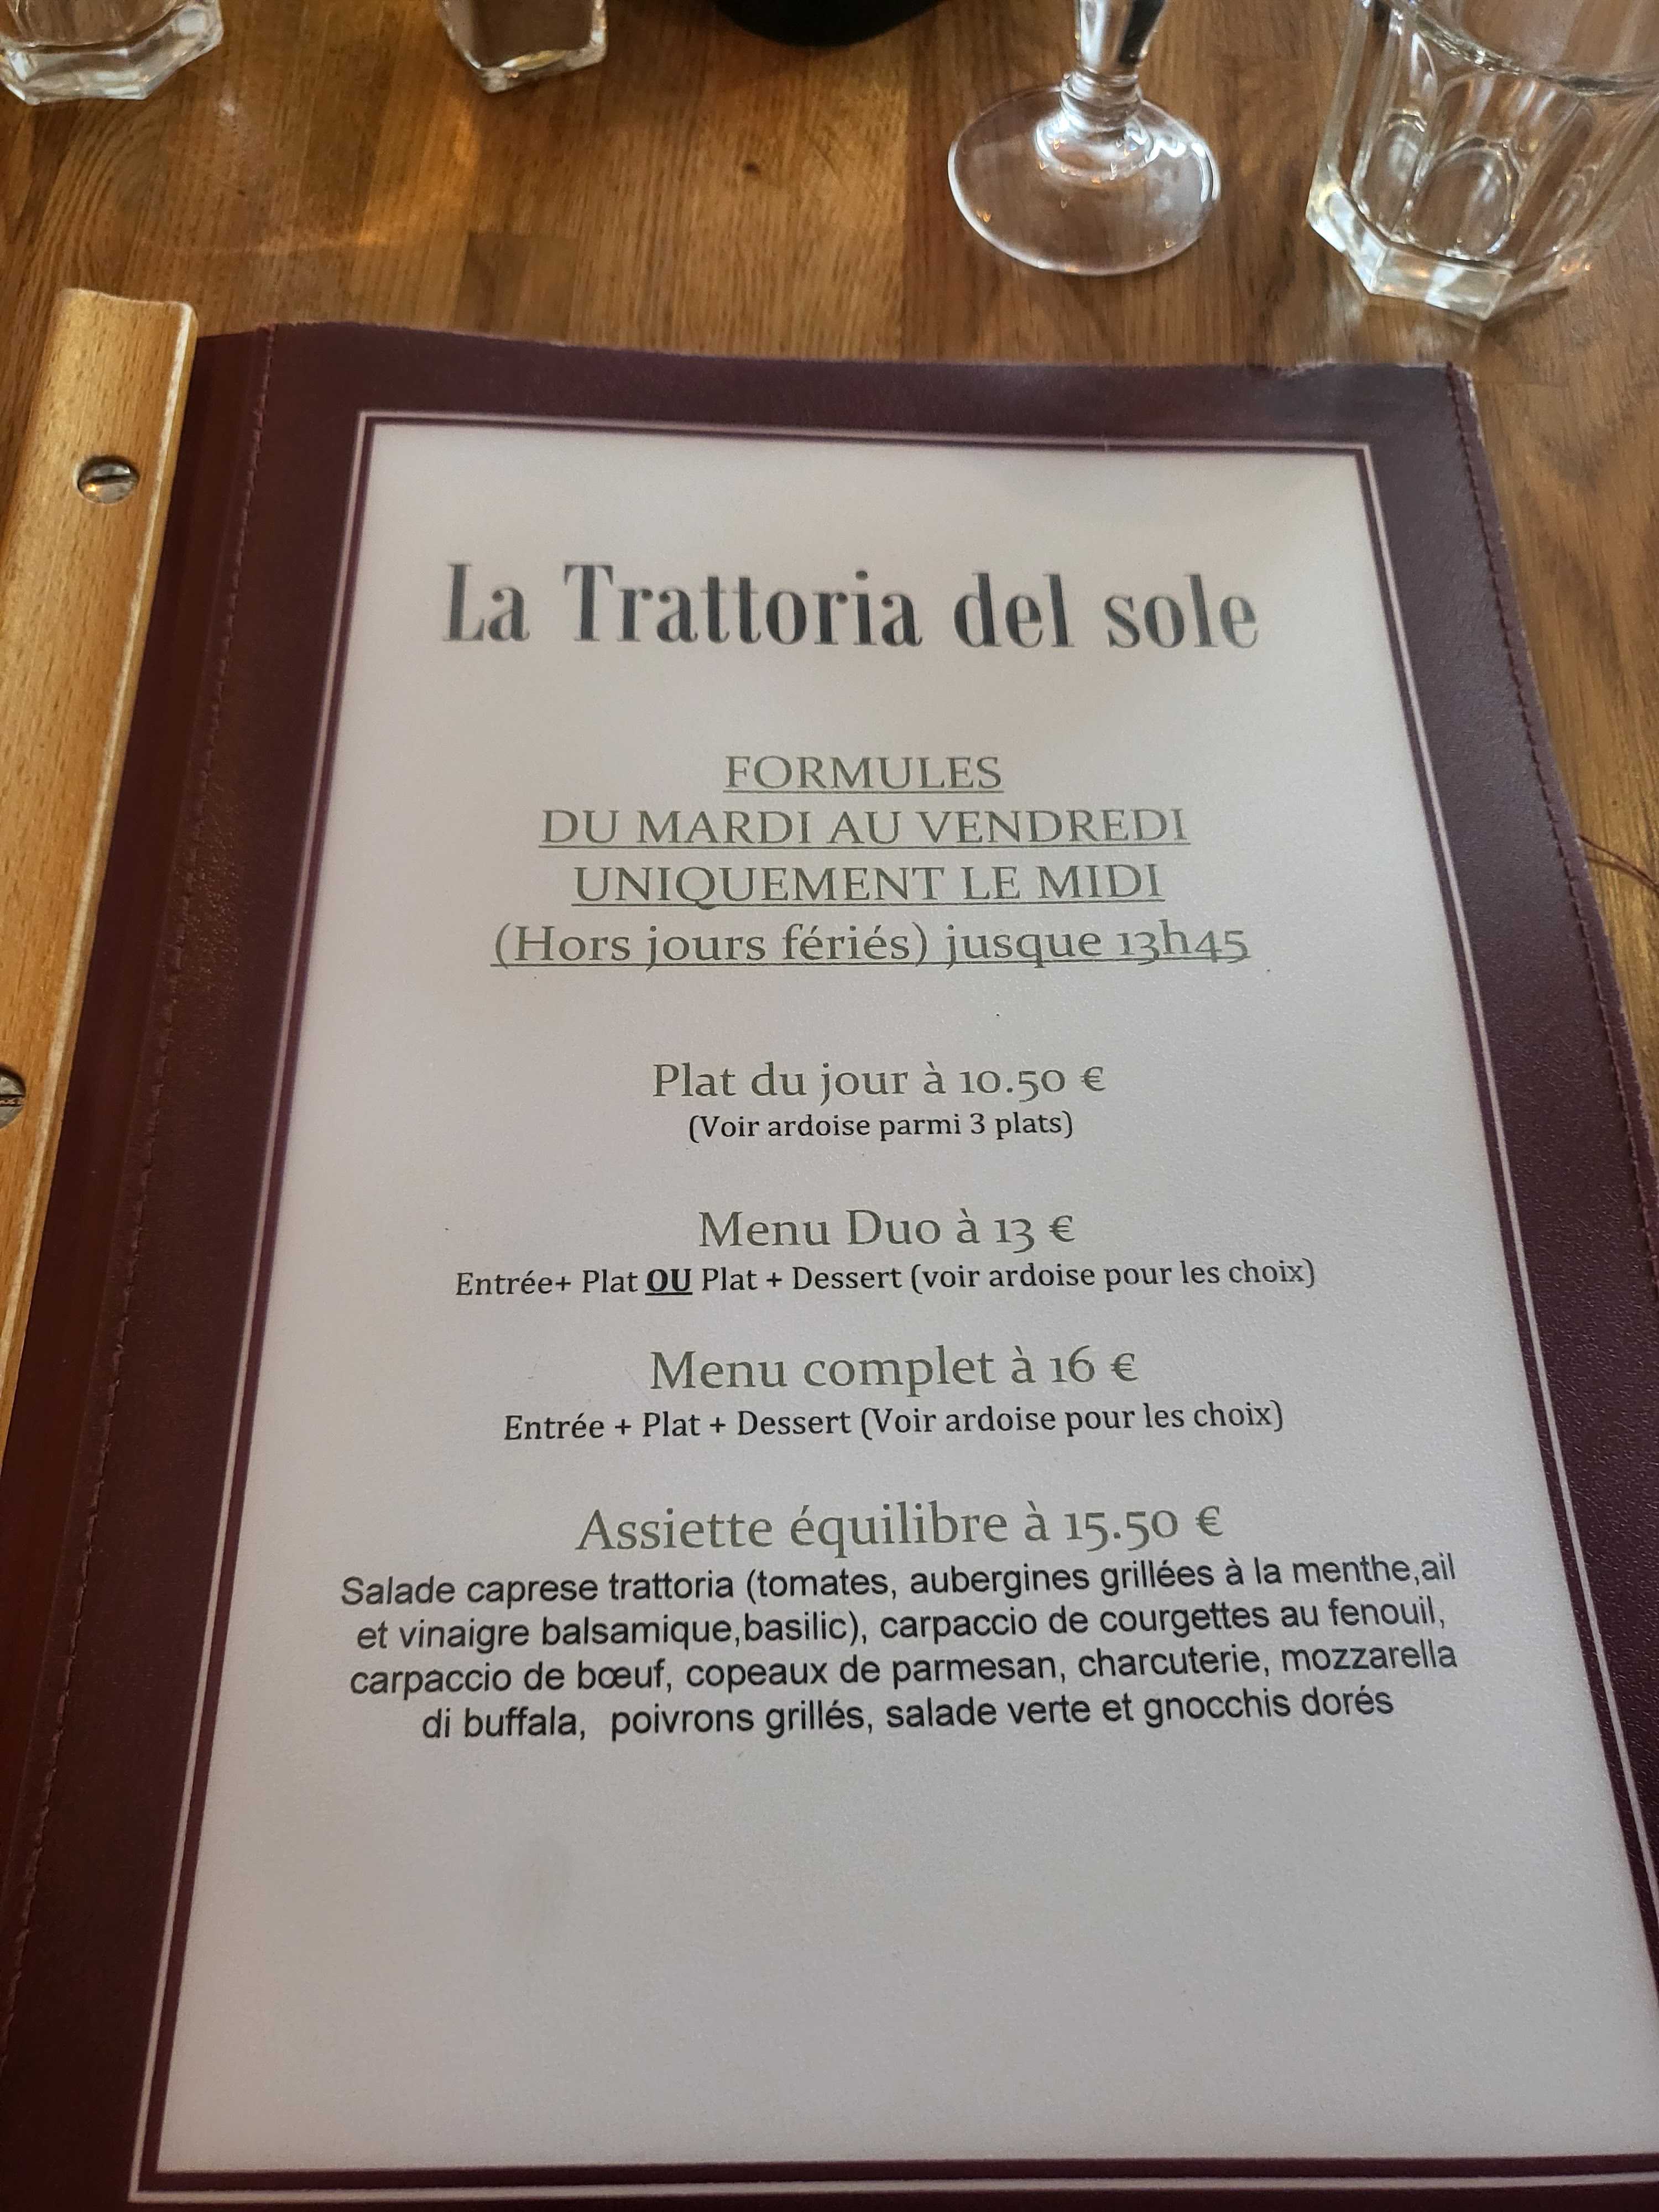 La Trattoria del sole
FORMULES
DU MARDI AU VENDREDI
UNIQUEMENT LE MIDI
(Hors jours fériés) jusque 13h45
Plat du jour à 10.50 €
(Voir ardoise parmi 3 plats)
Menu Duo à 13 €
Entrée+ Plat OU Plat + Dessert (voir ardoise pour les choix)
Menu complet à 16 €
Entrée + Plat + Dessert (Voir ardoise pour les choix)
Assiette équilibre à 15.50 €
Salade caprese trattoria (tomates, aubergines grillées à la menthe,ail
et vinaigre balsamique,basilic), carpaccio de courgettes au fenouil,
carpaccio de bœuf, copeaux de parmesan, charcuterie, mozzarella
di buffala,  poivrons grillés, salade verte et gnocchis dorés